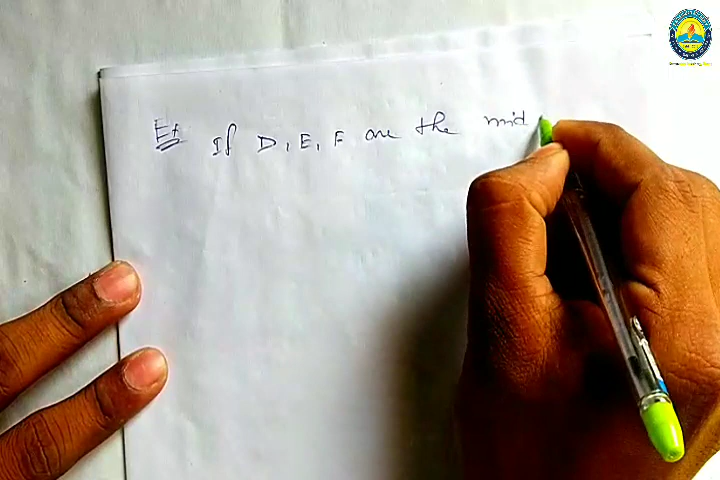 Ex If D, E, F are the mid